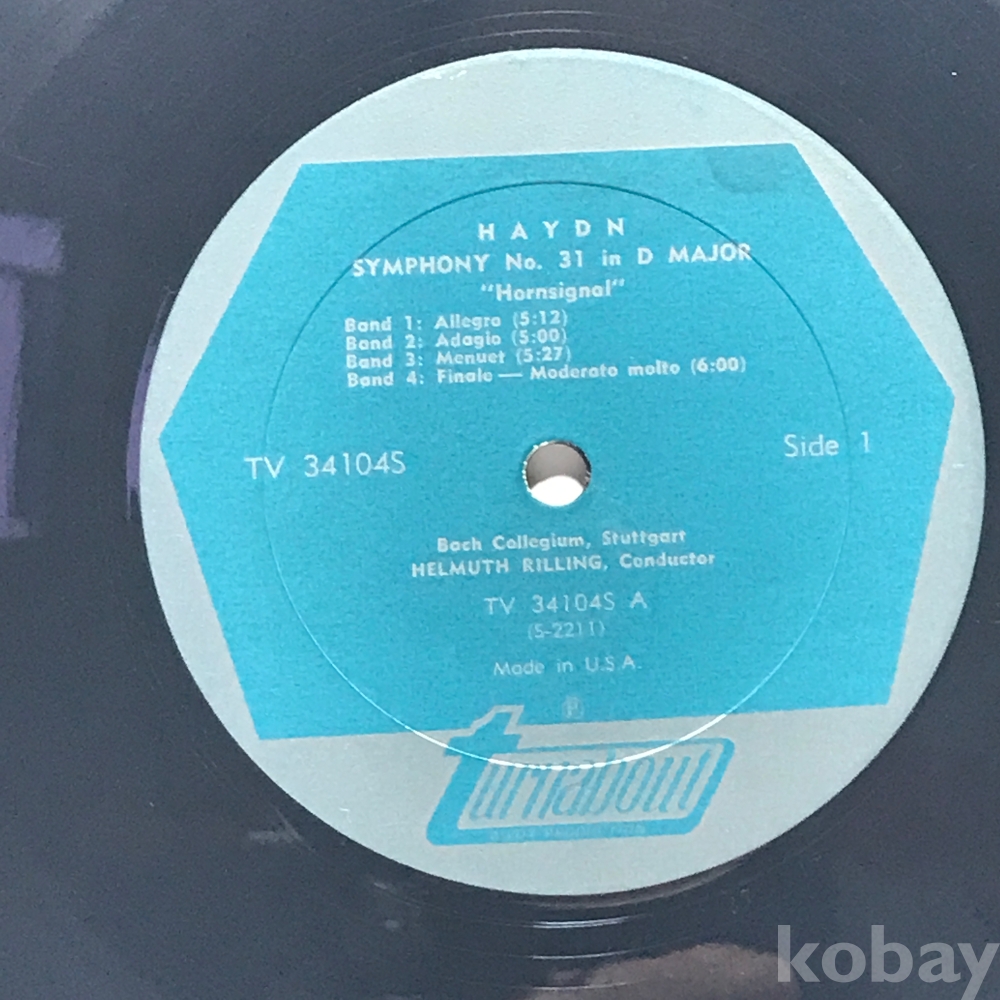 HAYDN
SYMPHONY No. 31 in D MAJOR
"Hornsignal"
Band 1: Allegro (5:12)
Band 2: Adagio (5:00)
Band 3: Menuet (5:27)
Band 4: Finale — Moderato molto (6:00)
TV 34104S
Side 1
Bach Collegium, Stuttgart
HELMUTH RILLING, Conductor
TV 34104S A
(S-2211)
Made in U.S.A.
℗
turnabout
kobay